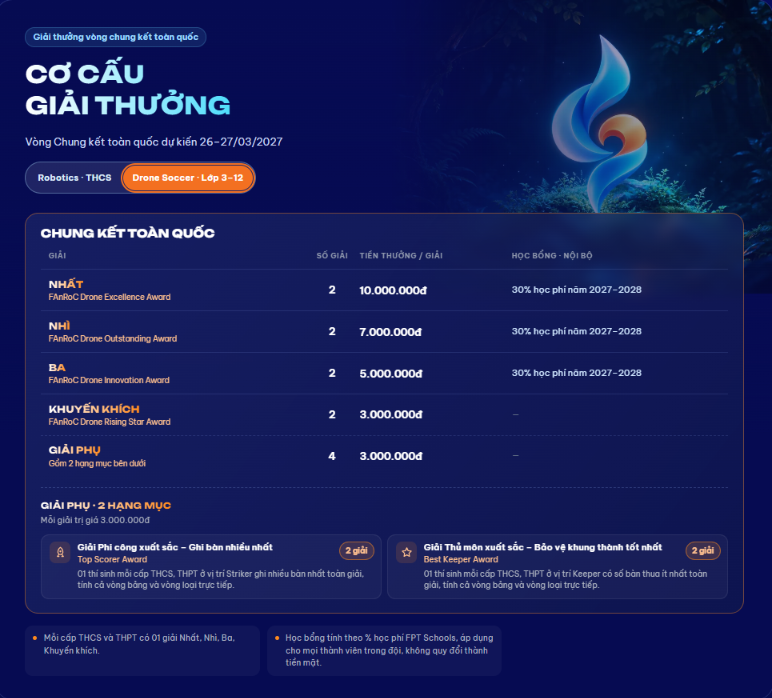 Giải thưởng vòng chung kết toàn quốc
CƠ CẤU
GIẢI THƯỞNG
Vòng Chung kết toàn quốc dự kiến 26–27/03/2027
Robotics · THCS
Drone Soccer · Lớp 3–12
CHUNG KẾT TOÀN QUỐC
GIẢI SỐ GIẢI TIỀN THƯỞNG / GIẢI HỌC BỔNG · NỘI BỘ
NHẤT
FAnRoC Drone Excellence Award
2 10.000.000đ 30% học phí năm 2027–2028
NHÌ
FAnRoC Drone Outstanding Award
2 7.000.000đ 30% học phí năm 2027–2028
BA
FAnRoC Drone Innovation Award
2 5.000.000đ 30% học phí năm 2027–2028
KHUYẾN KHÍCH
FAnRoC Drone Rising Star Award
2 3.000.000đ –
GIẢI PHỤ
Gồm 2 hạng mục bên dưới
4 3.000.000đ –
GIẢI PHỤ · 2 HẠNG MỤC
Mỗi giải trị giá 3.000.000đ
Giải Phi công xuất sắc – Ghi bàn nhiều nhất
2 giải
Top Scorer Award
01 thí sinh mỗi cấp THCS, THPT ở vị trí Striker ghi nhiều bàn nhất toàn giải,
tính cả vòng bảng và vòng loại trực tiếp.
Giải Thủ môn xuất sắc – Bảo vệ khung thành tốt nhất
2 giải
Best Keeper Award
01 thí sinh mỗi cấp THCS, THPT ở vị trí Keeper có số bàn thua ít nhất toàn
giải, tính cả vòng bảng và vòng loại trực tiếp.
Mỗi cấp THCS và THPT có 01 giải Nhất, Nhì, Ba,
Khuyến khích.
Học bổng tính theo % học phí FPT Schools, áp dụng
cho mọi thành viên trong đội, không quy đổi thành
tiền mặt.